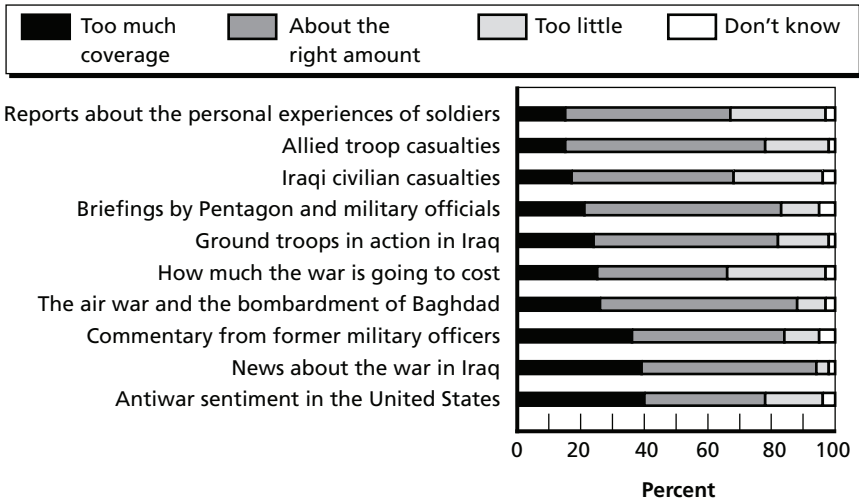 Too much coverage
About the right amount
Too little
Don't know
Reports about the personal experiences of soldiers
Allied troop casualties
Iraqi civilian casualties
Briefings by Pentagon and military officials
Ground troops in action in Iraq
How much the war is going to cost
The air war and the bombardment of Baghdad
Commentary from former military officers
News about the war in Iraq
Antiwar sentiment in the United States
0 20 40 60 80 100
Percent